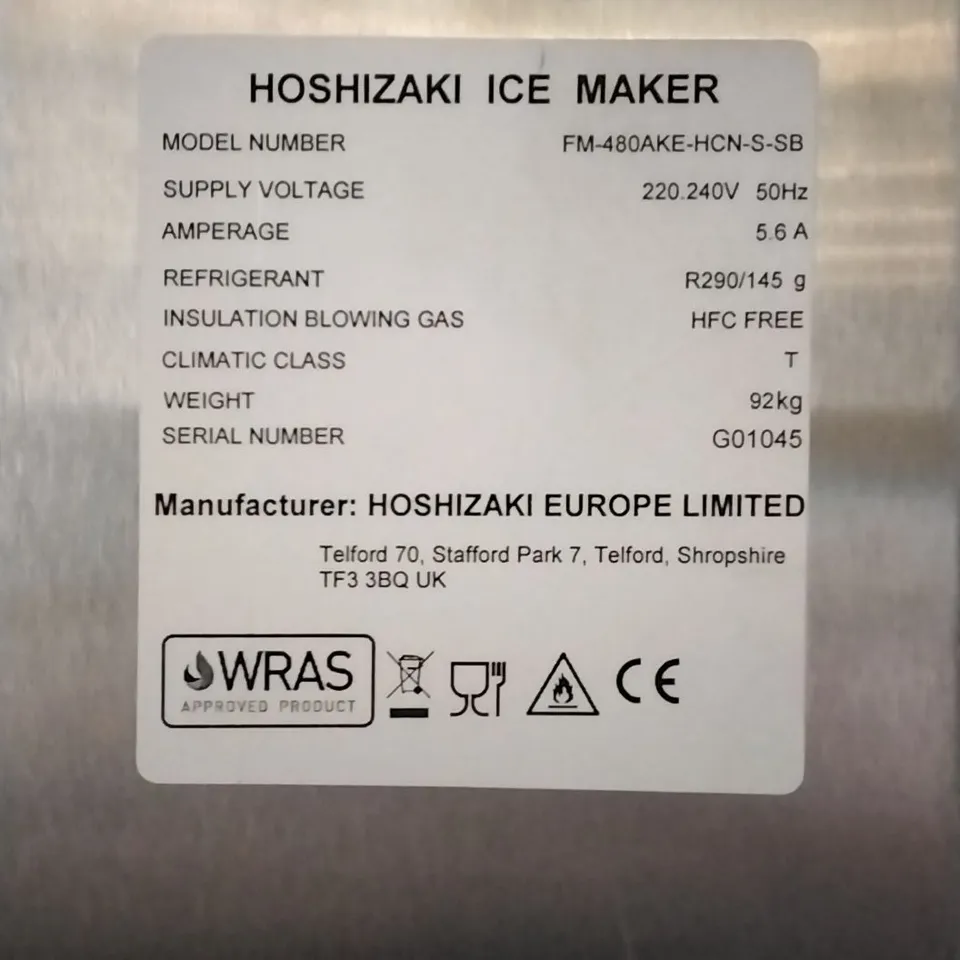 HOSHIZAKI ICE MAKER
MODEL NUMBER FM-480AKE-HCN-S-SB
SUPPLY VOLTAGE 220.240V 50Hz
AMPERAGE 5.6 A
REFRIGERANT R290/145 g
INSULATION BLOWING GAS HFC FREE
CLIMATIC CLASS T
WEIGHT 92kg
SERIAL NUMBER G01045
Manufacturer: HOSHIZAKI EUROPE LIMITED
Telford 70, Stafford Park 7, Telford, Shropshire
TF3 3BQ UK
WRAS CE
APPROVED PRODUCT